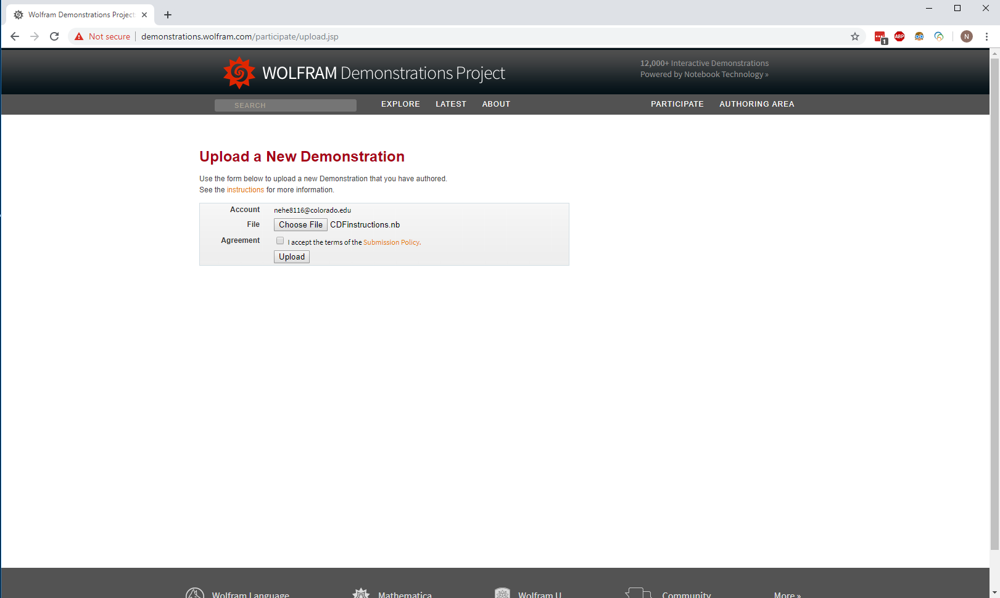 Wolfram Demonstrations Project
Not secure
demonstrations.wolfram.com/participate/upload.jsp
1
ABP
N
WOLFRAM Demonstrations Project
12,000+ Interactive Demonstrations
Powered by Notebook Technology »
SEARCH
EXPLORE
LATEST
ABOUT
PARTICIPATE
AUTHORING AREA
Upload a New Demonstration
Use the form below to upload a new Demonstration that you have authored.
See the instructions for more information.
Account nehe8116@colorado.edu
File Choose File CDFinstructions.nb
Agreement I accept the terms of the Submission Policy.
Upload
Wolfram Language
Mathematica
Wolfram U
Community
More »